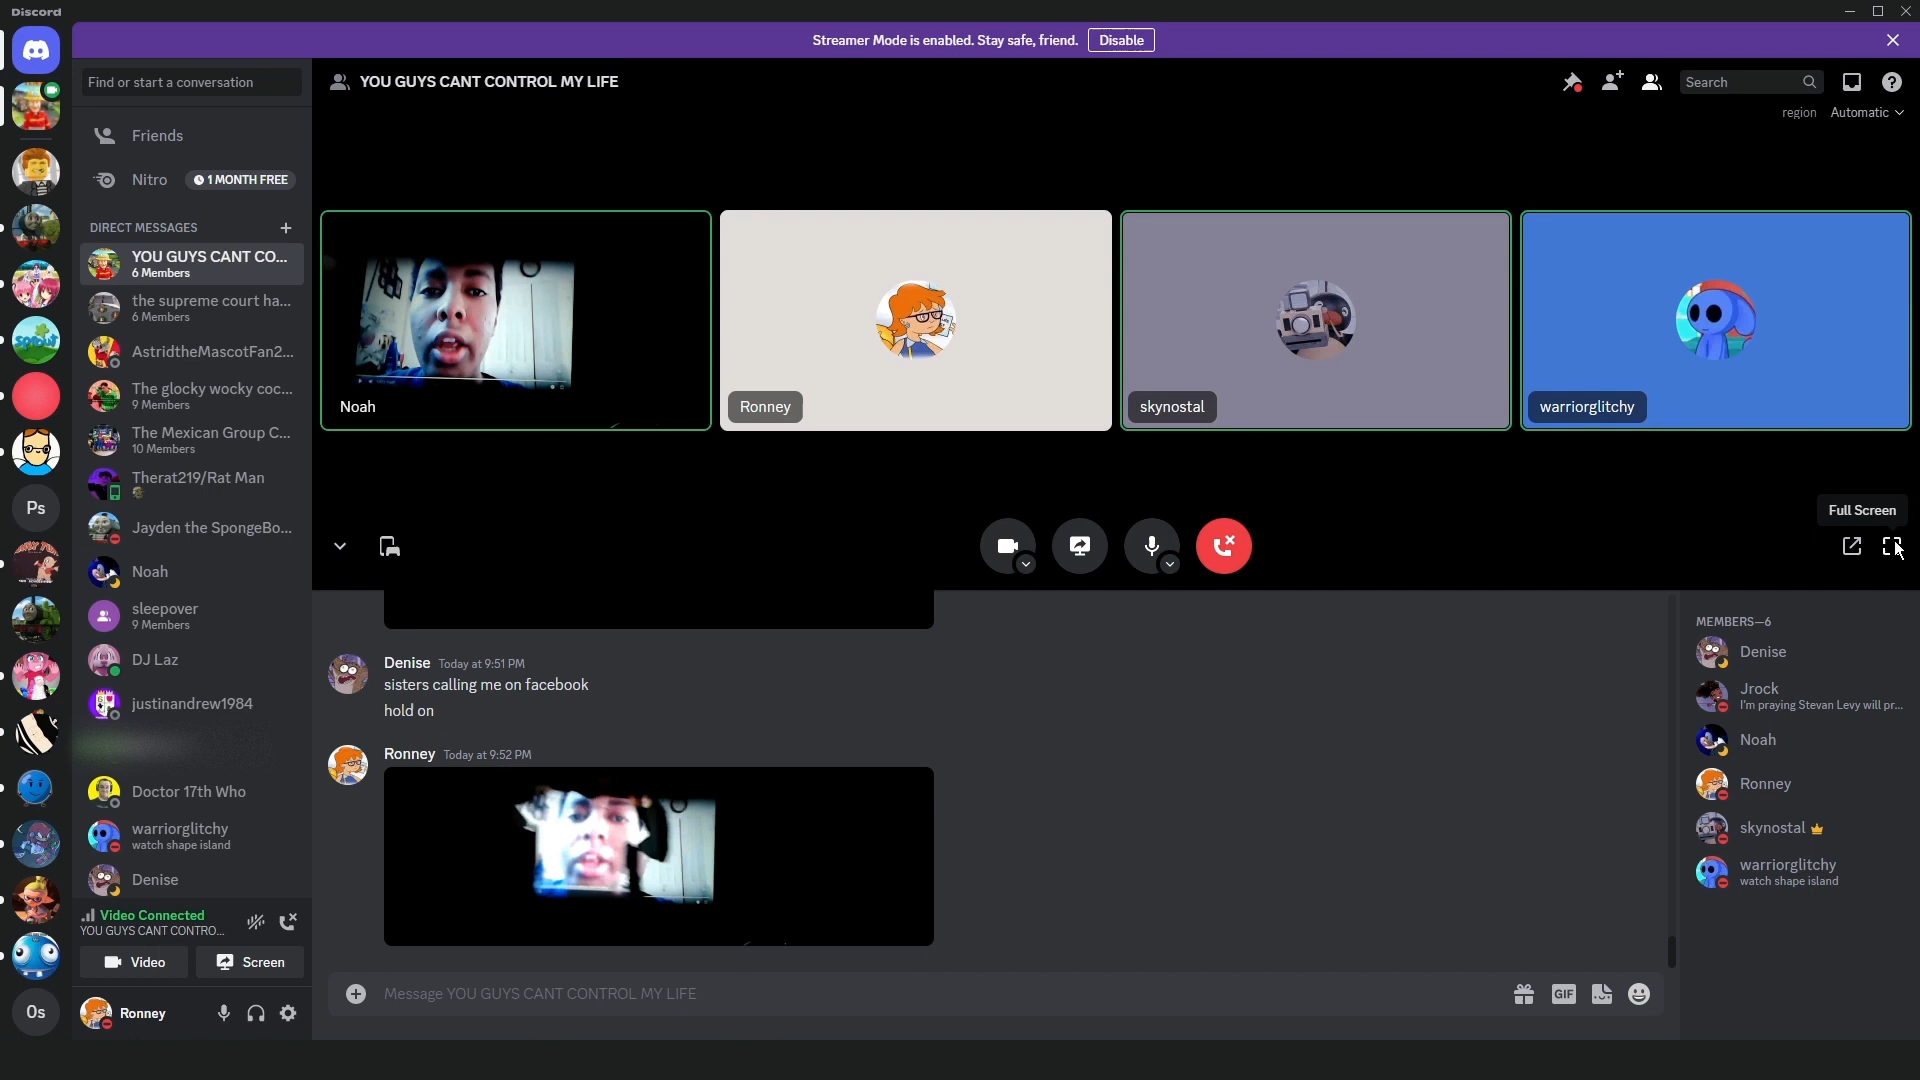 Discord
Streamer Mode is enabled. Stay safe, friend. Disable
Find or start a conversation
Friends
Nitro 1 MONTH FREE
DIRECT MESSAGES
YOU GUYS CANT CO...
6 Members
the supreme court ha...
6 Members
AstridtheMascotFan2...
The glocky wocky coc...
9 Members
The Mexican Group C...
10 Members
Therat219/Rat Man
Jayden the SpongeBo...
Noah
sleepover
9 Members
DJ Laz
justinandrew1984
Doctor 17th Who
warriorglitchy
watch shape island
Denise
Video Connected
YOU GUYS CANT CONTRO...
Video
Screen
Ronney
Ps
Os
YOU GUYS CANT CONTROL MY LIFE
Search
region Automatic
Noah
Ronney
skynostal
warriorglitchy
Full Screen
Denise Today at 9:51 PM
sisters calling me on facebook
hold on
Ronney Today at 9:52 PM
Message YOU GUYS CANT CONTROL MY LIFE
GIF
MEMBERS—6
Denise
Jrock
I'm praying Stevan Levy will pr...
Noah
Ronney
skynostal
warriorglitchy
watch shape island